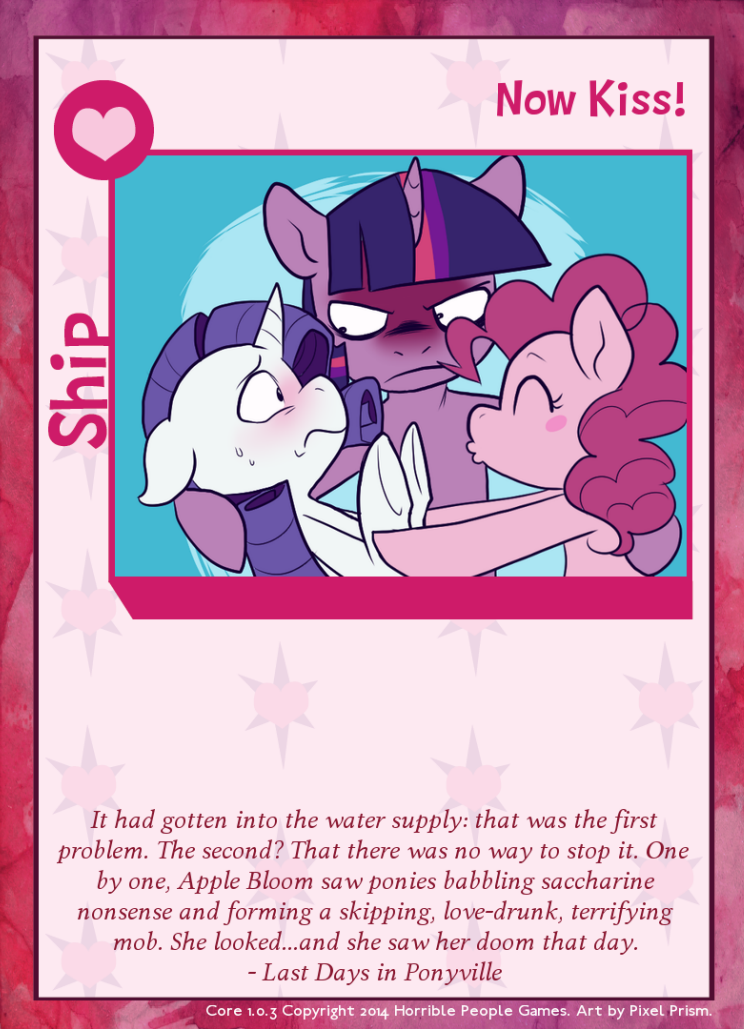 Now Kiss!
Ship
It had gotten into the water supply: that was the first
problem. The second? That there was no way to stop it. One
by one, Apple Bloom saw ponies babbling saccharine
nonsense and forming a skipping, love-drunk, terrifying
mob. She looked...and she saw her doom that day.
- Last Days in Ponyville
Core 1.0.3 Copyright 2014 Horrible People Games. Art by Pixel Prism.